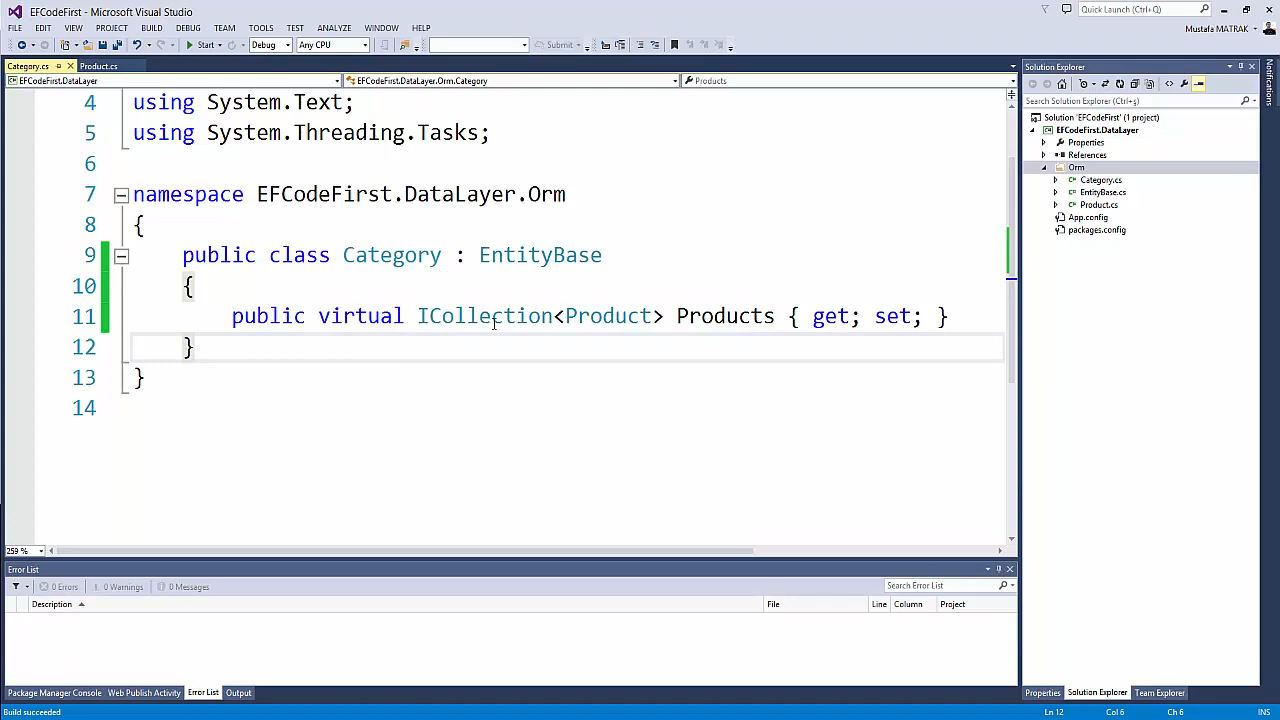 EFCodeFirst - Microsoft Visual Studio
Quick Launch (Ctrl+Q)
FILE EDIT VIEW PROJECT BUILD DEBUG TEAM TOOLS TEST ANALYZE WINDOW HELP
Mustafa MATRAK
Start Debug Any CPU Submit
Category.cs Product.cs
EFCodeFirst.DataLayer EFCodeFirst.DataLayer.Orm.Category Products
4 using System.Text;
5 using System.Threading.Tasks;
6
7 namespace EFCodeFirst.DataLayer.Orm
8 {
9 public class Category : EntityBase
10 {
11 public virtual ICollection<Product> Products { get; set; }
12 }
13 }
14
259 %
Error List
0 Errors 0 Warnings 0 Messages
Search Error List
Description File Line Column Project
Package Manager Console Web Publish Activity Error List Output
Solution Explorer
Search Solution Explorer (Ctrl+ş)
Solution 'EFCodeFirst' (1 project)
EFCodeFirst.DataLayer
Properties
References
Orm
Category.cs
EntityBase.cs
Product.cs
App.config
packages.config
Properties Solution Explorer Team Explorer
Notifications
Build succeeded
Ln 12 Col 6 Ch 6 INS